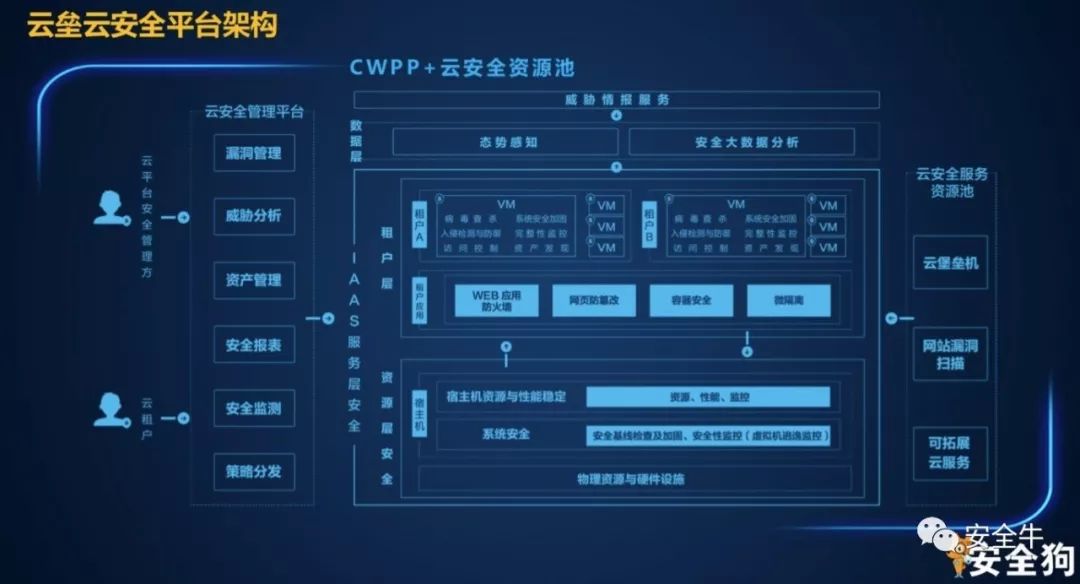 云垒云安全平台架构
CWPP+云安全资源池
威胁情报服务
数据层
态势感知
安全大数据分析
云安全管理平台
漏洞管理
威胁分析
资产管理
安全报表
安全监测
策略分发
云平台安全管理方
云租户
IAAS服务层安全
租户层
租户A
VM
病毒查杀 系统安全加固
入侵检测与防御 完整性监控
访问控制 资产发现
VM
VM
VM
租户B
VM
病毒查杀 系统安全加固
入侵检测与防御 完整性监控
访问控制 资产发现
VM
VM
VM
租户应用
WEB 应用
防火墙
网页防篡改
容器安全
微隔离
资源层安全
宿主机
宿主机资源与性能稳定
资源、性能、监控
系统安全
安全基线检查及加固、安全性监控（虚拟机逃逸监控）
物理资源与硬件设施
云安全服务
资源池
云堡垒机
网站漏洞
扫描
可拓展
云服务
安全牛
安全狗